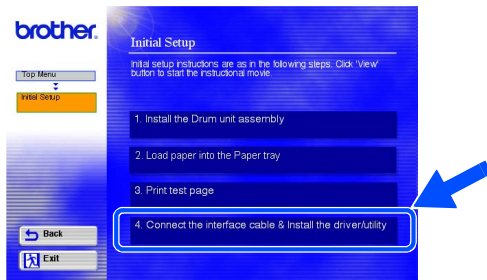 brother.
Initial Setup
Initial setup instructions are as in the following steps. Click 'View'
button to start the instructional movie.
Top Menu
Initial Setup
1. Install the Drum unit assembly
2. Load paper into the Paper tray
3. Print test page
4. Connect the interface cable & Install the driver/utility
Back
Exit